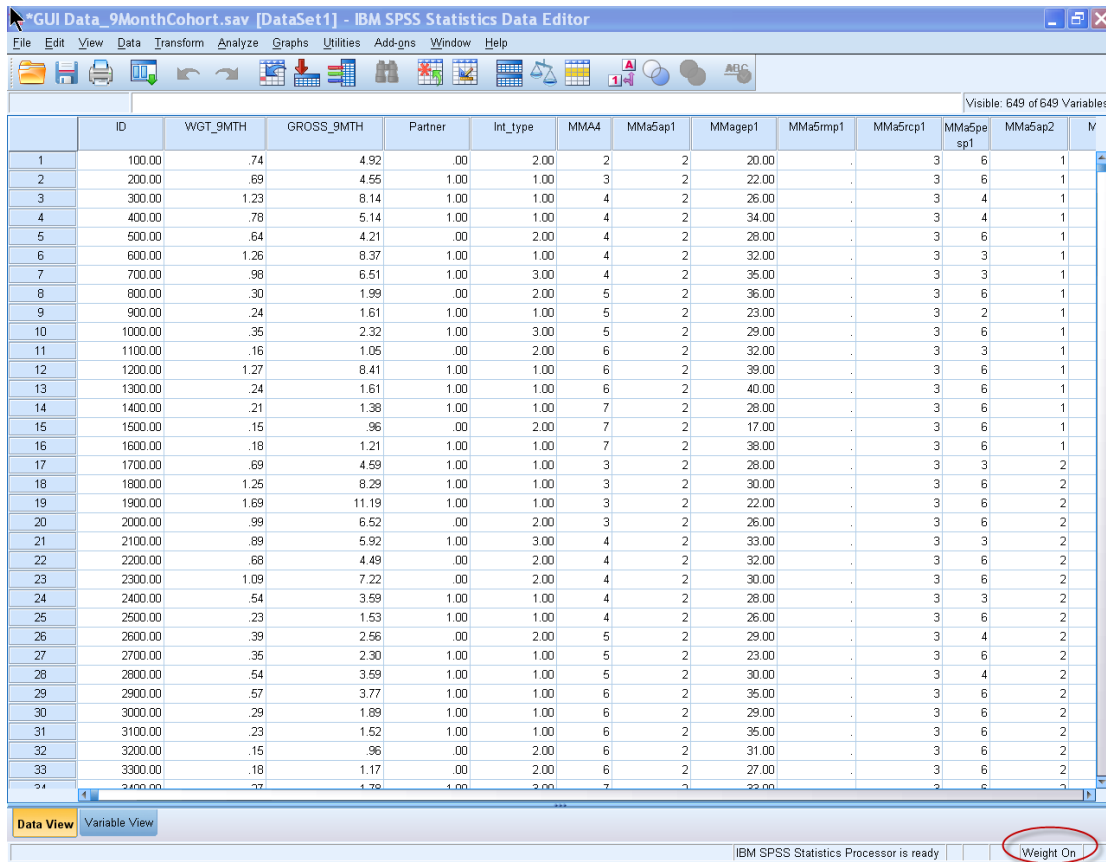 *GUI Data_9MonthCohort.sav [DataSet1] - IBM SPSS Statistics Data Editor
File Edit View Data Transform Analyze Graphs Utilities Add-ons Window Help
Visible: 649 of 649 Variables
ID WGT_9MTH GROSS_9MTH Partner Int_type MMA4 MMa5ap1 MMagep1 MMa5rmp1 MMa5rcp1 MMa5pe MMa5ap2 M
sp1
1 100.00 .74 4.92 .00 2.00 2 2 20.00 . 3 6 1
2 200.00 .69 4.55 1.00 1.00 3 2 22.00 . 3 6 1
3 300.00 1.23 8.14 1.00 1.00 4 2 26.00 . 3 4 1
4 400.00 .78 5.14 1.00 1.00 4 2 34.00 . 3 4 1
5 500.00 .64 4.21 .00 2.00 4 2 28.00 . 3 6 1
6 600.00 1.26 8.37 1.00 1.00 4 2 32.00 . 3 3 1
7 700.00 .98 6.51 1.00 3.00 4 2 35.00 . 3 3 1
8 800.00 .30 1.99 .00 2.00 5 2 36.00 . 3 6 1
9 900.00 .24 1.61 1.00 1.00 5 2 23.00 . 3 2 1
10 1000.00 .35 2.32 1.00 3.00 5 2 29.00 . 3 6 1
11 1100.00 .16 1.05 .00 2.00 6 2 32.00 . 3 3 1
12 1200.00 1.27 8.41 1.00 1.00 6 2 39.00 . 3 6 1
13 1300.00 .24 1.61 1.00 1.00 6 2 40.00 . 3 6 1
14 1400.00 .21 1.38 1.00 1.00 7 2 28.00 . 3 6 1
15 1500.00 .15 .96 .00 2.00 7 2 17.00 . 3 6 1
16 1600.00 .18 1.21 1.00 1.00 7 2 38.00 . 3 6 1
17 1700.00 .69 4.59 1.00 1.00 3 2 28.00 . 3 3 2
18 1800.00 1.25 8.29 1.00 1.00 3 2 30.00 . 3 6 2
19 1900.00 1.69 11.19 1.00 1.00 3 2 22.00 . 3 6 2
20 2000.00 .99 6.52 .00 2.00 3 2 26.00 . 3 6 2
21 2100.00 .89 5.92 1.00 3.00 4 2 33.00 . 3 3 2
22 2200.00 .68 4.49 .00 2.00 4 2 32.00 . 3 6 2
23 2300.00 1.09 7.22 .00 2.00 4 2 30.00 . 3 6 2
24 2400.00 .54 3.59 1.00 1.00 4 2 28.00 . 3 3 2
25 2500.00 .23 1.53 1.00 1.00 4 2 26.00 . 3 6 2
26 2600.00 .39 2.56 .00 2.00 5 2 29.00 . 3 4 2
27 2700.00 .35 2.30 1.00 1.00 5 2 23.00 . 3 6 2
28 2800.00 .54 3.59 1.00 1.00 5 2 30.00 . 3 4 2
29 2900.00 .57 3.77 1.00 1.00 6 2 35.00 . 3 6 2
30 3000.00 .29 1.89 1.00 1.00 6 2 29.00 . 3 6 2
31 3100.00 .23 1.52 1.00 1.00 6 2 35.00 . 3 6 2
32 3200.00 .15 .96 .00 2.00 6 2 31.00 . 3 6 2
33 3300.00 .18 1.17 .00 2.00 6 2 27.00 . 3 6 2
Data View Variable View
IBM SPSS Statistics Processor is ready Weight On